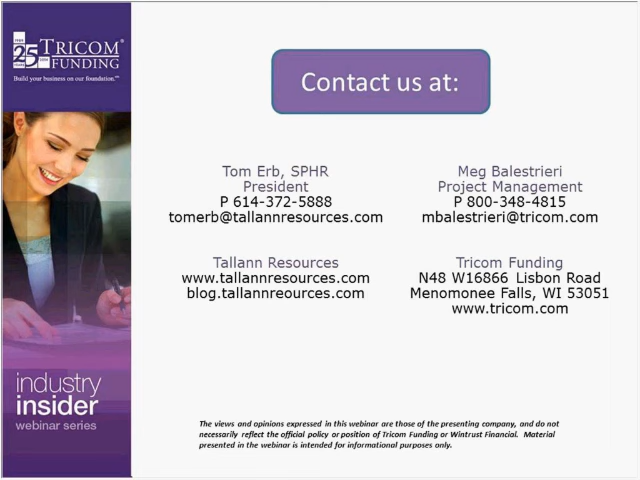 25 YEARS
TRICOM®
FUNDING
Build your business on our foundation.℠
Contact us at:
Tom Erb, SPHR
President
P 614-372-5888
tomerb@tallannresources.com
Meg Balestrieri
Project Management
P 800-348-4815
mbalestrieri@tricom.com
Tallann Resources
www.tallannresources.com
blog.tallannreources.com
Tricom Funding
N48 W16866 Lisbon Road
Menomonee Falls, WI 53051
www.tricom.com
industry
insider
webinar series
The views and opinions expressed in this webinar are those of the presenting company, and do not
necessarily reflect the official policy or position of Tricom Funding or Wintrust Financial. Material
presented in the webinar is intended for informational purposes only.